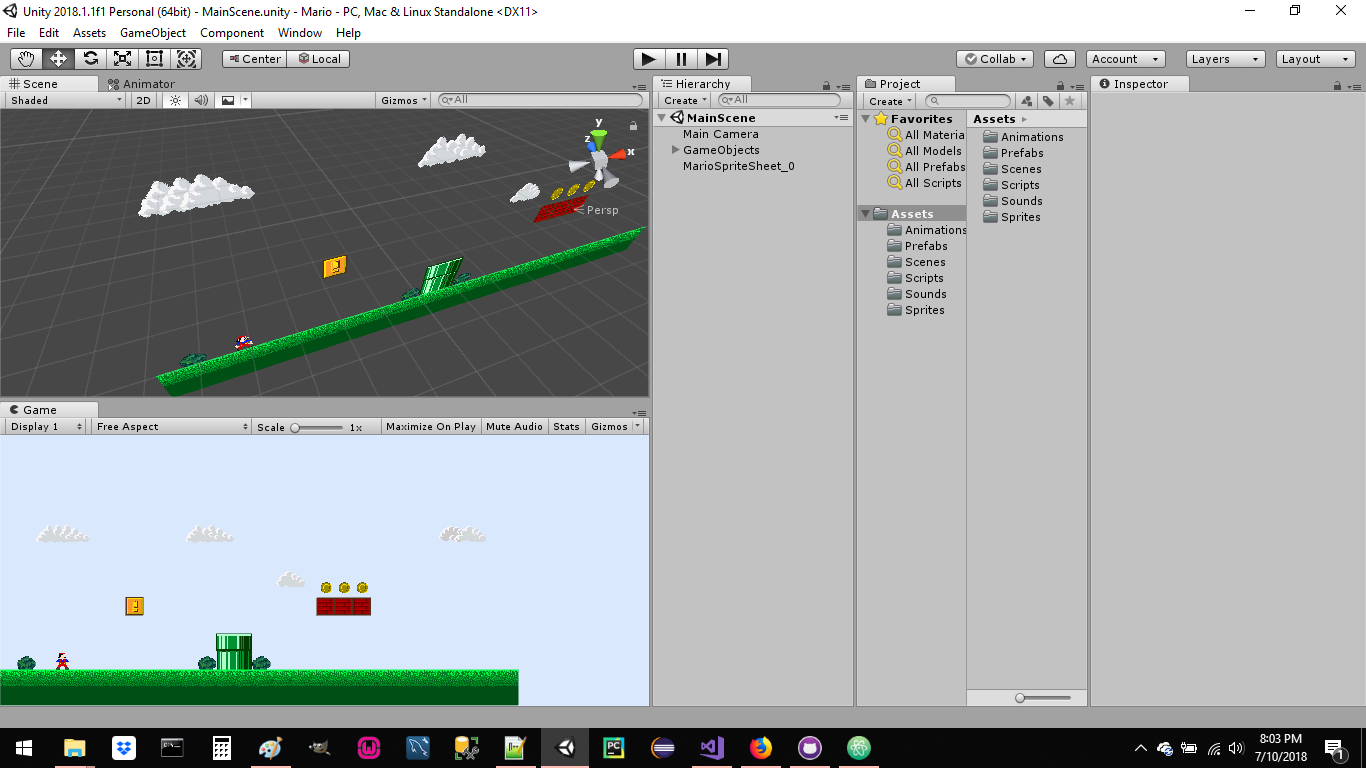 Unity 2018.1.1f1 Personal (64bit) - MainScene.unity - Mario - PC, Mac & Linux Standalone <DX11>
File Edit Assets GameObject Component Window Help
Center Local Collab Account Layers Layout
Scene Animator
Shaded 2D Gizmos All
y
z
x
Persp
Game
Display 1 Free Aspect Scale 1x Maximize On Play Mute Audio Stats Gizmos
Hierarchy
Create All
MainScene
Main Camera
GameObjects
MarioSpriteSheet_0
Project
Create
Favorites
All Materia
All Models
All Prefabs
All Scripts
Assets
Animations
Prefabs
Scenes
Scripts
Sounds
Sprites
Assets
Animations
Prefabs
Scenes
Scripts
Sounds
Sprites
Inspector
PC
8:03 PM
7/10/2018
1